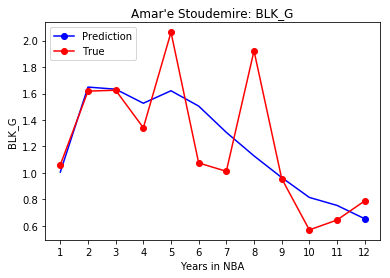 Amar'e Stoudemire: BLK_G
Prediction
True
2.0
1.8
1.6
1.4
1.2
1.0
0.8
0.6
BLK_G
1 2 3 4 5 6 7 8 9 10 11 12
Years in NBA